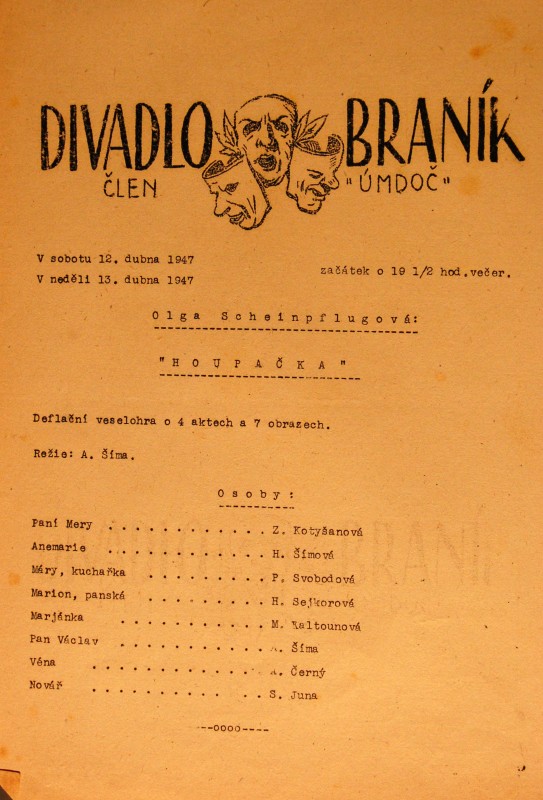 DIVADLO BRANÍK
ČLEN "ÚMDOČ"
V sobotu 12. dubna 1947
V neděli 13. dubna 1947
začátek o 19 1/2 hod.večer.
Olga Scheinpflugová:
"HOUPAČKA"
Deflační veselohra o 4 aktech a 7 obrazech.
Režie: A. Šíma.
Osoby:
Paní Mery . . . . . . . . . . . . . Z. Kotyšanová
Anemarie . . . . . . . . . . . . . H. Šímová
Máry, kuchařka . . . . . . . . . P. Svobodová
Marion, panská . . . . . . . . . H. Sejkorová
Marjánka . . . . . . . . . . . M. Kaltounová
Pan Václav . . . . . . . . . . . A. Šíma
Véna . . . . . . . . . . . . . Černý
Novář . . . . . . . . . . . . S. Juna
---oooo----